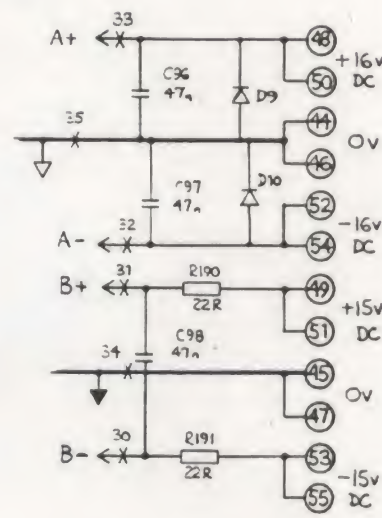 33
A+
48
+16v
C96
47n
D9
50
DC
35
44
0v
46
C97
47n
D10
52
-16v
32
A-
54
DC
31
B+
R190
22R
49
+15v
51
DC
C98
47n
34
45
0v
47
30
B-
R191
22R
53
-15v
55
DC